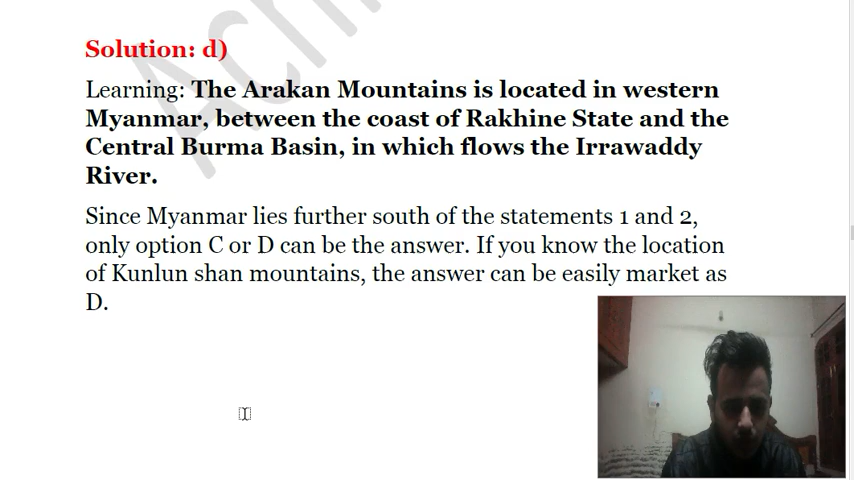 Solution: d)
Learning: The Arakan Mountains is located in western
Myanmar, between the coast of Rakhine State and the
Central Burma Basin, in which flows the Irrawaddy
River.
Since Myanmar lies further south of the statements 1 and 2,
only option C or D can be the answer. If you know the location
of Kunlun shan mountains, the answer can be easily market as
D.